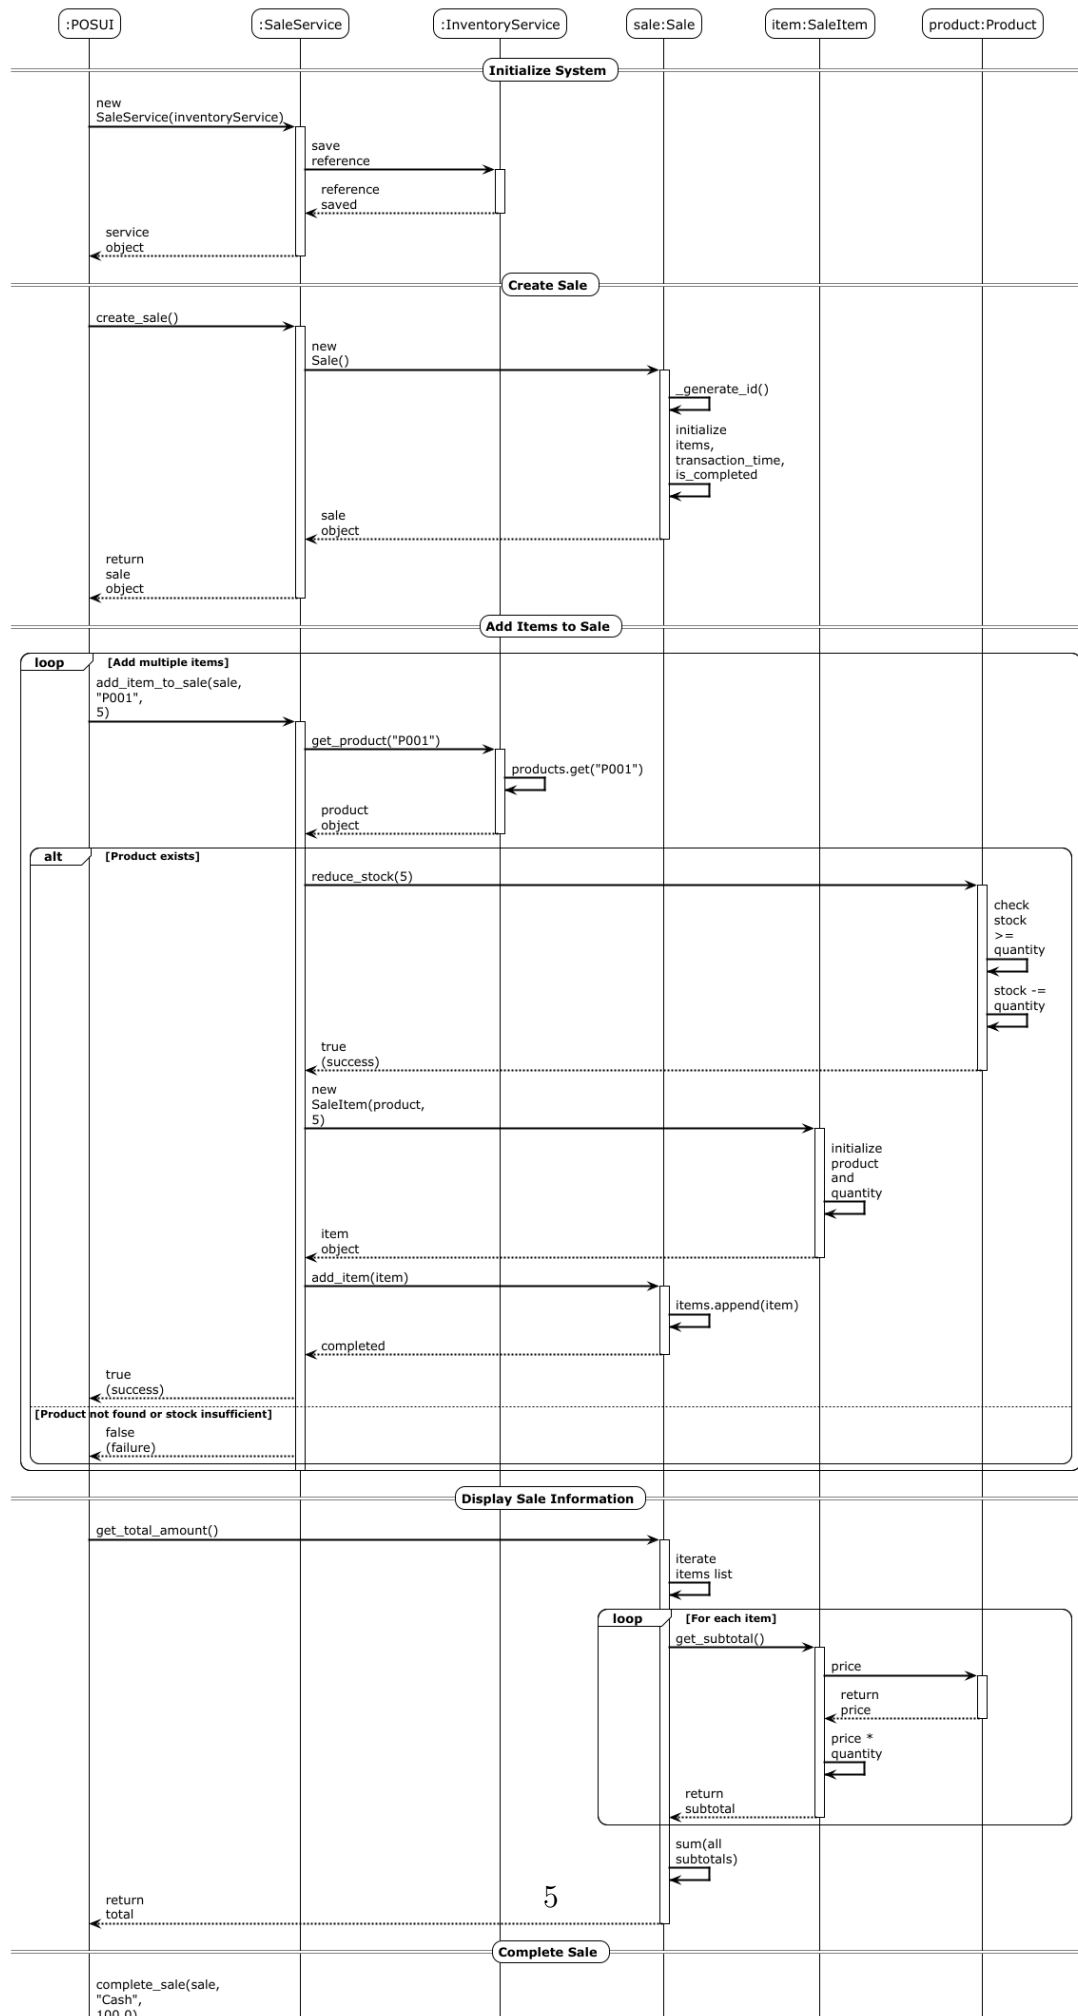 :POSUI
:SaleService
:InventoryService
sale:Sale
item:SaleItem
product:Product
Initialize System
new
SaleService(inventoryService)
save
reference
reference
saved
service
object
Create Sale
create_sale()
new
Sale()
_generate_id()
initialize
items,
transaction_time,
is_completed
sale
object
return
sale
object
Add Items to Sale
loop
[Add multiple items]
add_item_to_sale(sale,
"P001",
5)
get_product("P001")
products.get("P001")
product
object
alt
[Product exists]
reduce_stock(5)
check
stock
>=
quantity
stock -=
quantity
true
(success)
new
SaleItem(product,
5)
initialize
product
and
quantity
item
object
add_item(item)
items.append(item)
completed
true
(success)
[Product not found or stock insufficient]
false
(failure)
Display Sale Information
get_total_amount()
iterate
items list
loop
[For each item]
get_subtotal()
price
return
price
price *
quantity
return
subtotal
sum(all
subtotals)
5
return
total
Complete Sale
complete_sale(sale,
"Cash",
100.0)